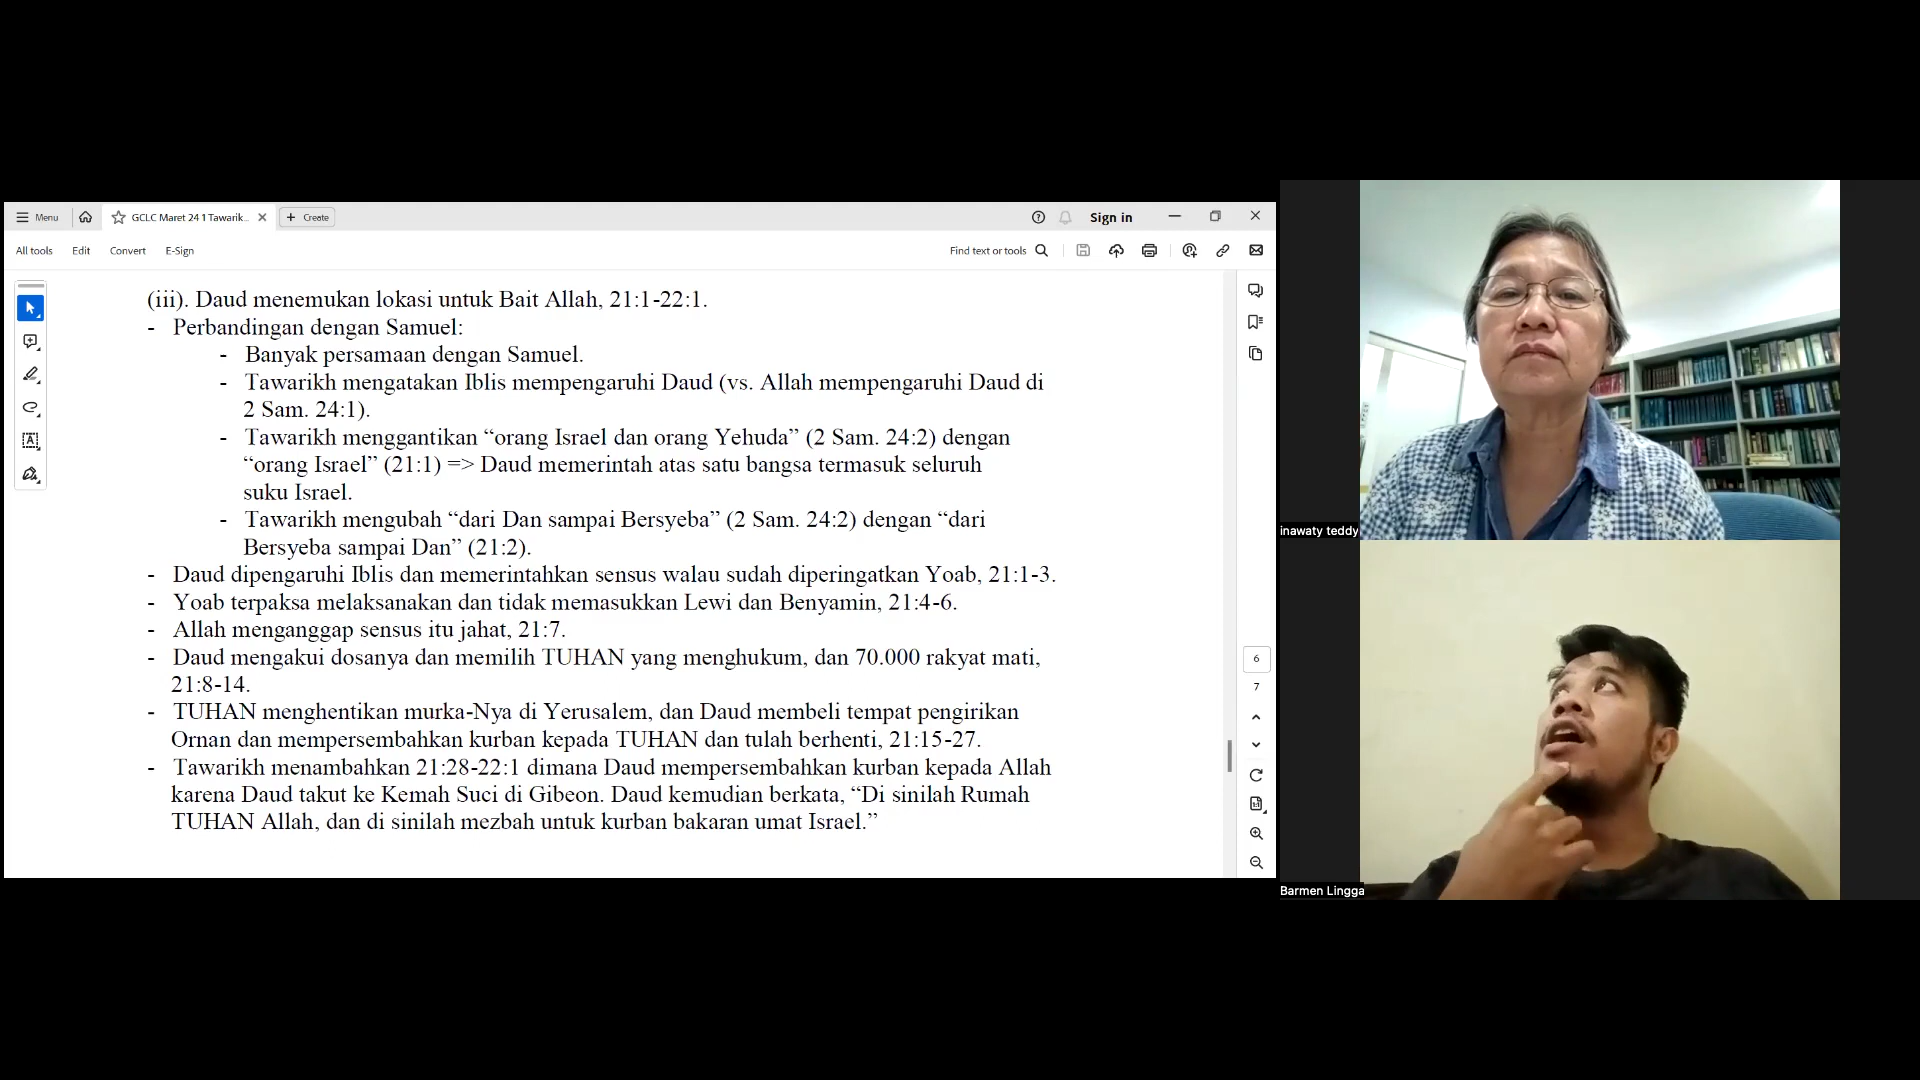 Menu
GCLC Maret 24 1 Tawarik...
Create
Sign in
All tools
Edit
Convert
E-Sign
Find text or tools
(iii). Daud menemukan lokasi untuk Bait Allah, 21:1-22:1.
- Perbandingan dengan Samuel:
- Banyak persamaan dengan Samuel.
- Tawarikh mengatakan Iblis mempengaruhi Daud (vs. Allah mempengaruhi Daud di
2 Sam. 24:1).
- Tawarikh menggantikan “orang Israel dan orang Yehuda” (2 Sam. 24:2) dengan
“orang Israel” (21:1) => Daud memerintah atas satu bangsa termasuk seluruh
suku Israel.
- Tawarikh mengubah “dari Dan sampai Bersyeba” (2 Sam. 24:2) dengan “dari
Bersyeba sampai Dan” (21:2).
- Daud dipengaruhi Iblis dan memerintahkan sensus walau sudah diperingatkan Yoab, 21:1-3.
- Yoab terpaksa melaksanakan dan tidak memasukkan Lewi dan Benyamin, 21:4-6.
- Allah menganggap sensus itu jahat, 21:7.
- Daud mengakui dosanya dan memilih TUHAN yang menghukum, dan 70.000 rakyat mati,
21:8-14.
- TUHAN menghentikan murka-Nya di Yerusalem, dan Daud membeli tempat pengirikan
Ornan dan mempersembahkan kurban kepada TUHAN dan tulah berhenti, 21:15-27.
- Tawarikh menambahkan 21:28-22:1 dimana Daud mempersembahkan kurban kepada Allah
karena Daud takut ke Kemah Suci di Gibeon. Daud kemudian berkata, “Di sinilah Rumah
TUHAN Allah, dan di sinilah mezbah untuk kurban bakaran umat Israel.”
6
7
inawaty teddy
Barmen Lingga